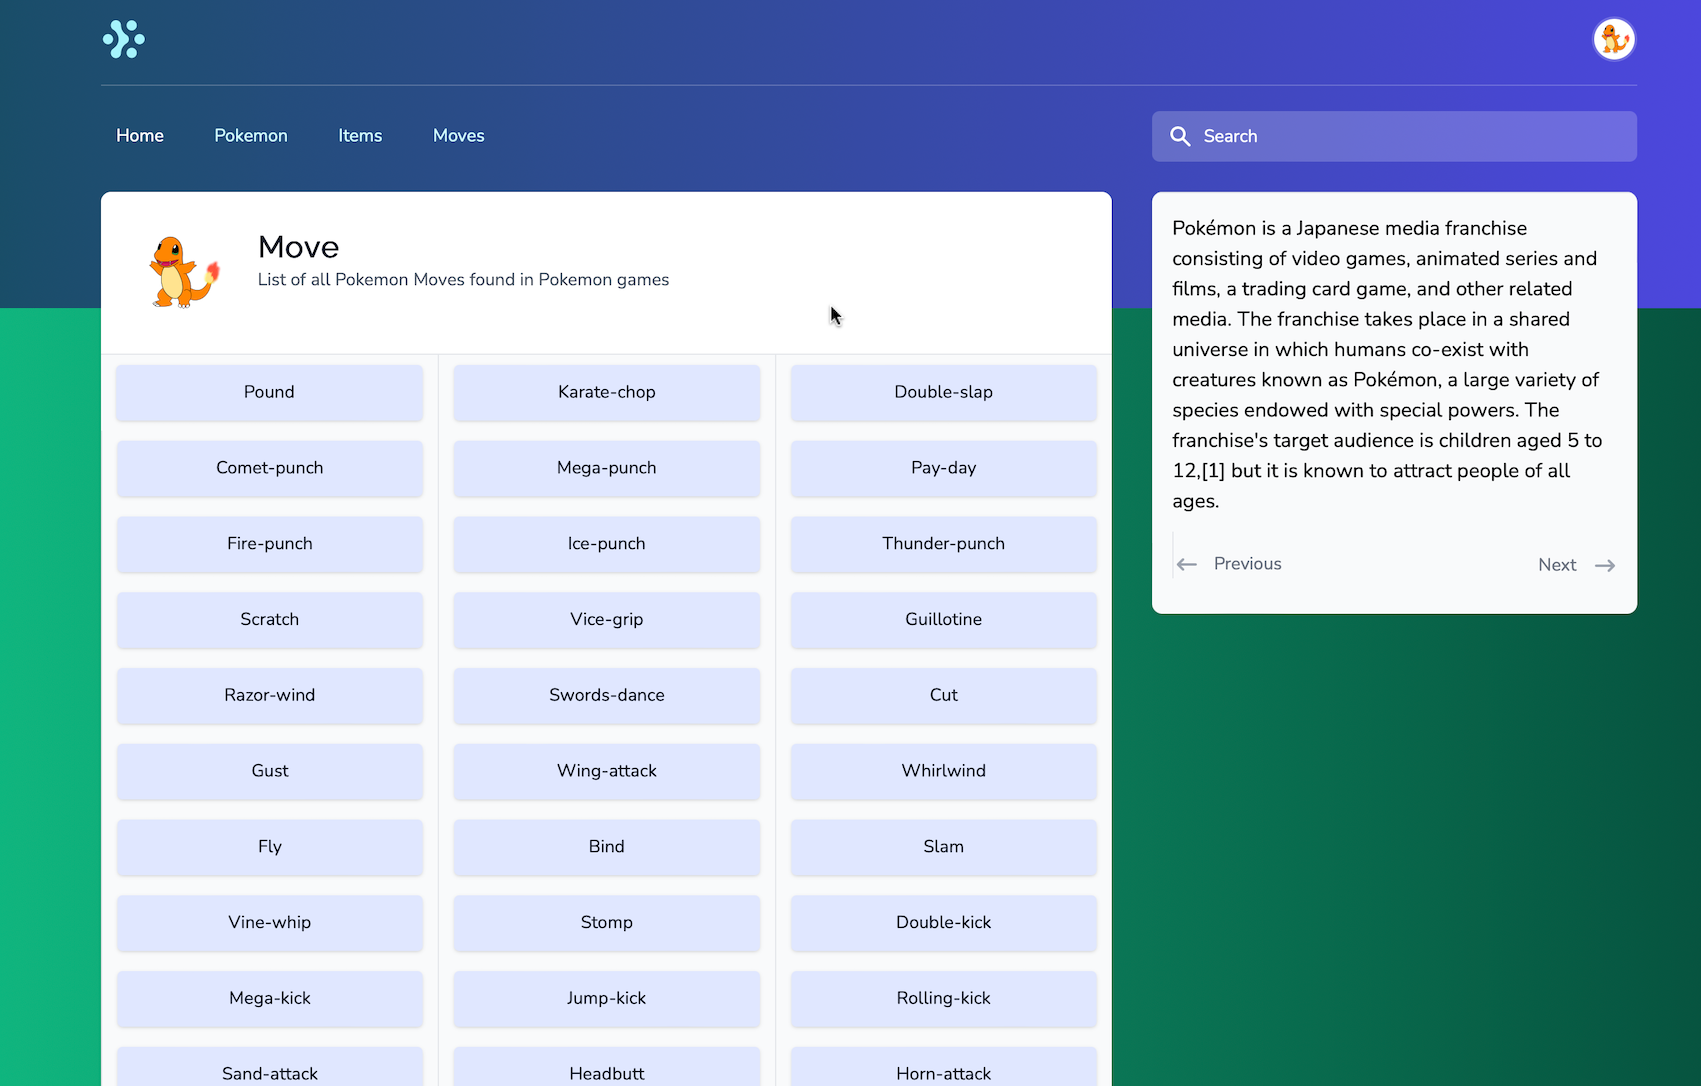 Home Pokemon Items Moves
Search
Move
List of all Pokemon Moves found in Pokemon games
Pound Karate-chop Double-slap
Comet-punch Mega-punch Pay-day
Fire-punch Ice-punch Thunder-punch
Scratch Vice-grip Guillotine
Razor-wind Swords-dance Cut
Gust Wing-attack Whirlwind
Fly Bind Slam
Vine-whip Stomp Double-kick
Mega-kick Jump-kick Rolling-kick
Sand-attack Headbutt Horn-attack
Pokémon is a Japanese media franchise
consisting of video games, animated series and
films, a trading card game, and other related
media. The franchise takes place in a shared
universe in which humans co-exist with
creatures known as Pokémon, a large variety of
species endowed with special powers. The
franchise's target audience is children aged 5 to
12,[1] but it is known to attract people of all
ages.
Previous Next